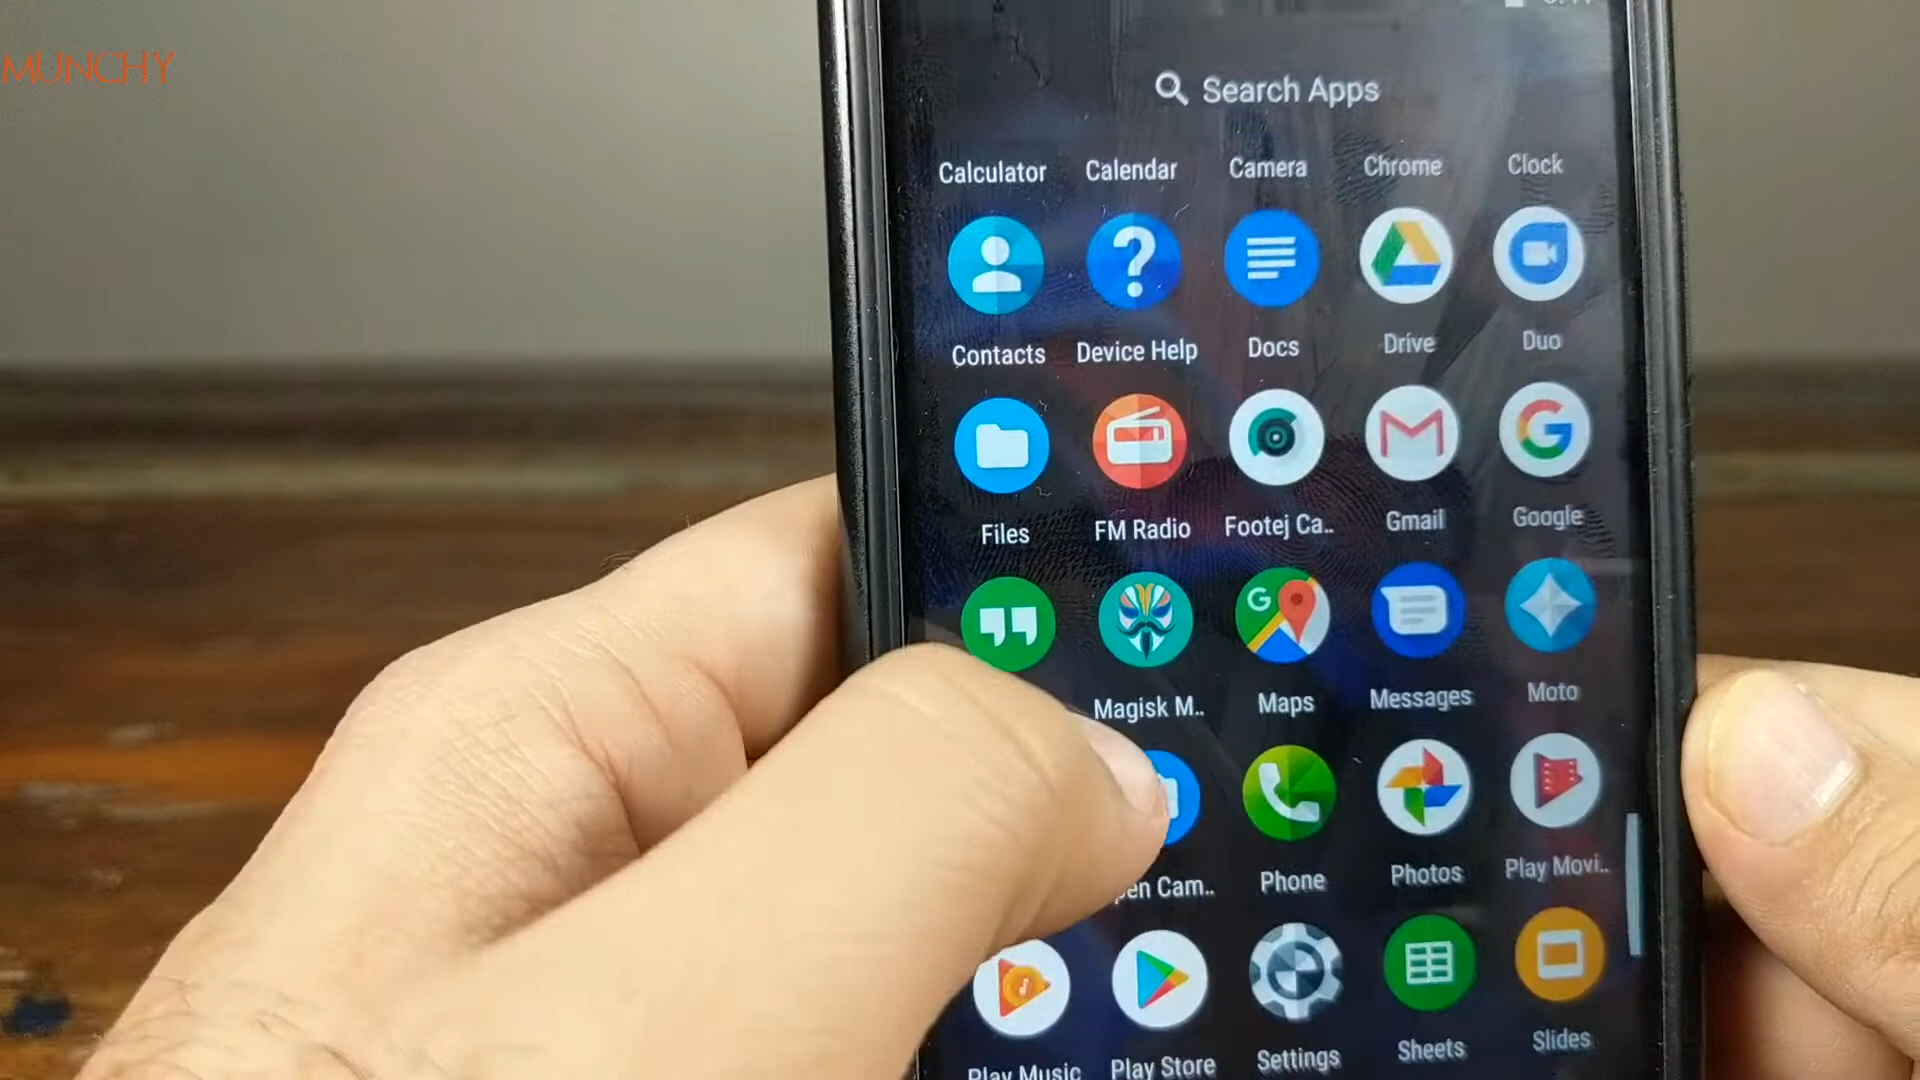 MUNCHY
Search Apps
Calculator Calendar Camera Chrome Clock
Contacts Device Help Docs Drive Duo
Files FM Radio Footej Ca.. Gmail Google
G
Magisk M.. Maps Messages Moto
Cam.. Phone Photos Play Movi..
Play Music Play Store Settings Sheets Slides